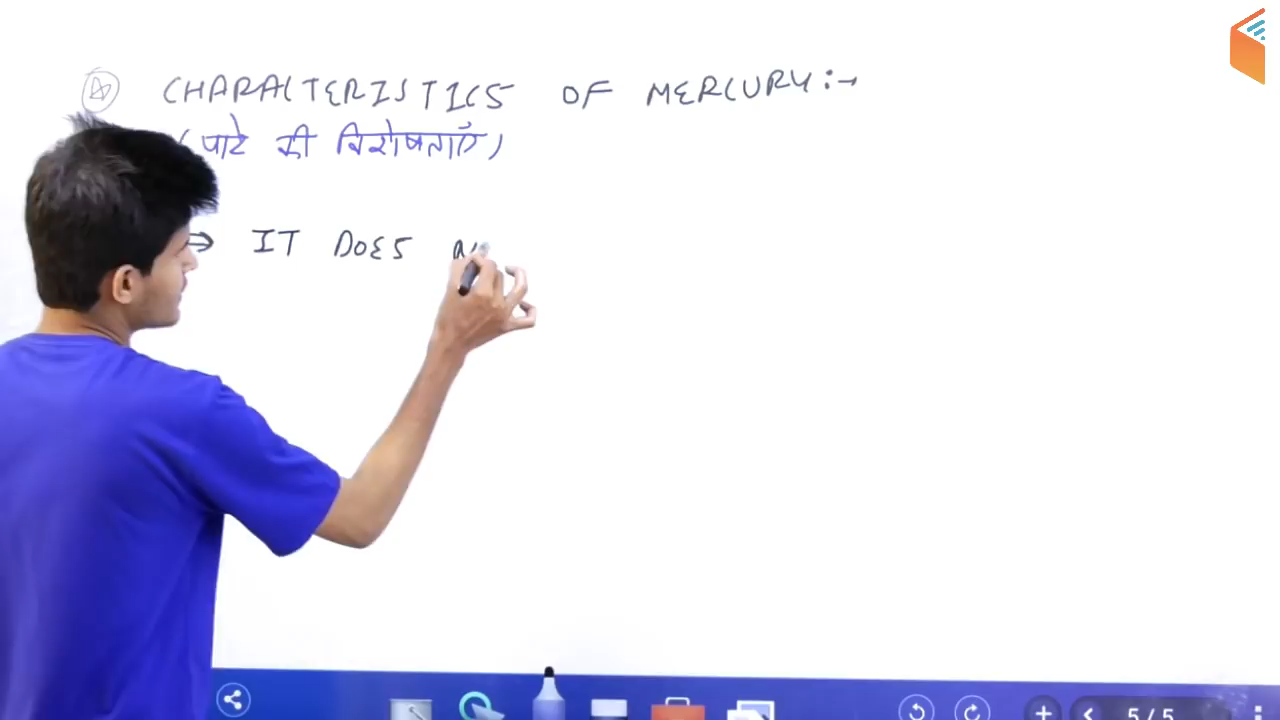 CHARACTERISTICS OF MERCURY :→
(पारे की विशेषताएँ)
⇒ IT DOES
5 / 5